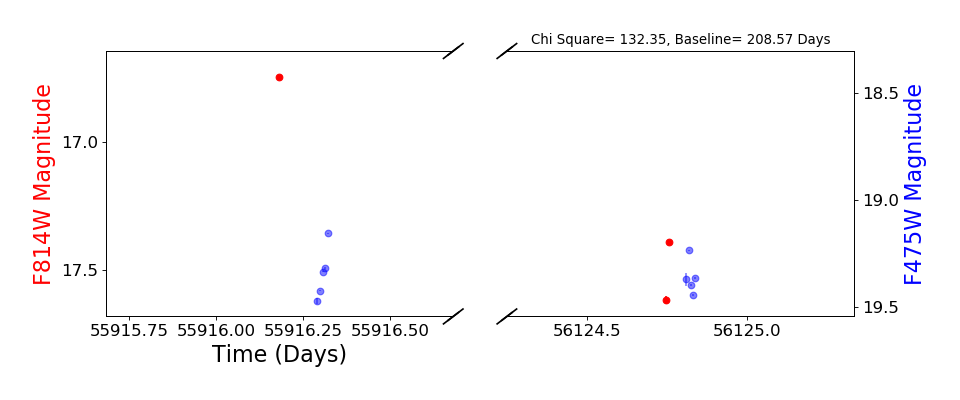 Chi Square= 132.35, Baseline= 208.57 Days
F814W Magnitude
17.0
17.5
18.5
19.0
19.5
F475W Magnitude
55915.75 55916.00 55916.25 55916.50 56124.5 56125.0
Time (Days)